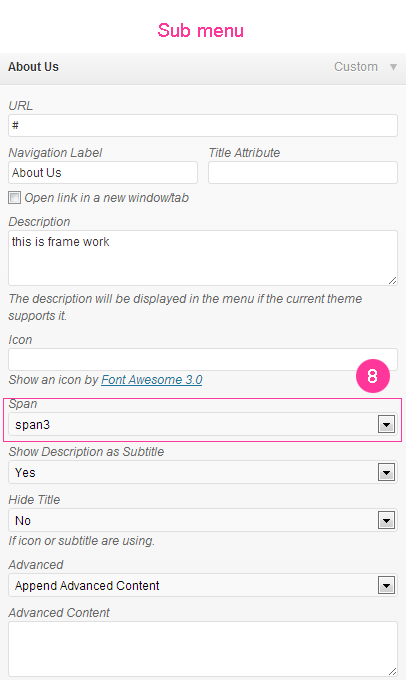 Sub menu
About Us Custom
URL
#
Navigation Label Title Attribute
About Us
Open link in a new window/tab
Description
this is frame work
The description will be displayed in the menu if the current theme
supports it.
Icon
Show an icon by Font Awesome 3.0
8
Span
span3
Show Description as Subtitle
Yes
Hide Title
No
If icon or subtitle are using.
Advanced
Append Advanced Content
Advanced Content